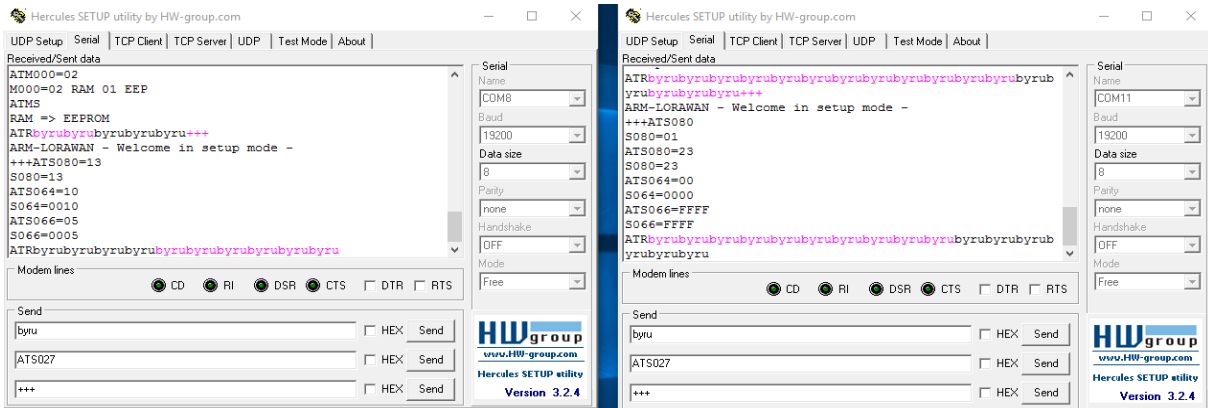 Hercules SETUP utility by HW-group.com
UDP Setup Serial TCP Client TCP Server UDP Test Mode About
Received/Sent data
ATM000=02
M000=02 RAM 01 EEP
ATMS
RAM => EEPROM
ATRbyrubyrubyrubyrubyru+++
ARM-LORAWAN - Welcome in setup mode -
+++ATS080=13
S080=13
ATS064=10
S064=0010
ATS066=05
S066=0005
ATRbyrubyrubyrubyrubyrubyrubyrubyrubyrubyru
Serial
Name
COM8
Baud
19200
Data size
8
Parity
none
Handshake
OFF
Mode
Free
Modem lines
CD RI DSR CTS DTR RTS
Send
byru HEX Send
ATS027 HEX Send
+++ HEX Send
HWgroup
www.HW-group.com
Hercules SETUP utility
Version 3.2.4
Hercules SETUP utility by HW-group.com
UDP Setup Serial TCP Client TCP Server UDP Test Mode About
Received/Sent data
ATRbyrubyrubyrubyrubyrubyrubyrubyrubyrubyrubyrubyrub
yrubyrubyrubyru+++
ARM-LORAWAN - Welcome in setup mode -
+++ATS080
S080=01
ATS080=23
S080=23
ATS064=00
S064=0000
ATS066=FFFF
S066=FFFF
ATRbyrubyrubyrubyrubyrubyrubyrubyrubyrubyrubyrubyrub
yrubyrubyru
Serial
Name
COM11
Baud
19200
Data size
8
Parity
none
Handshake
OFF
Mode
Free
Modem lines
CD RI DSR CTS DTR RTS
Send
byru HEX Send
ATS027 HEX Send
+++ HEX Send
HWgroup
www.HW-group.com
Hercules SETUP utility
Version 3.2.4